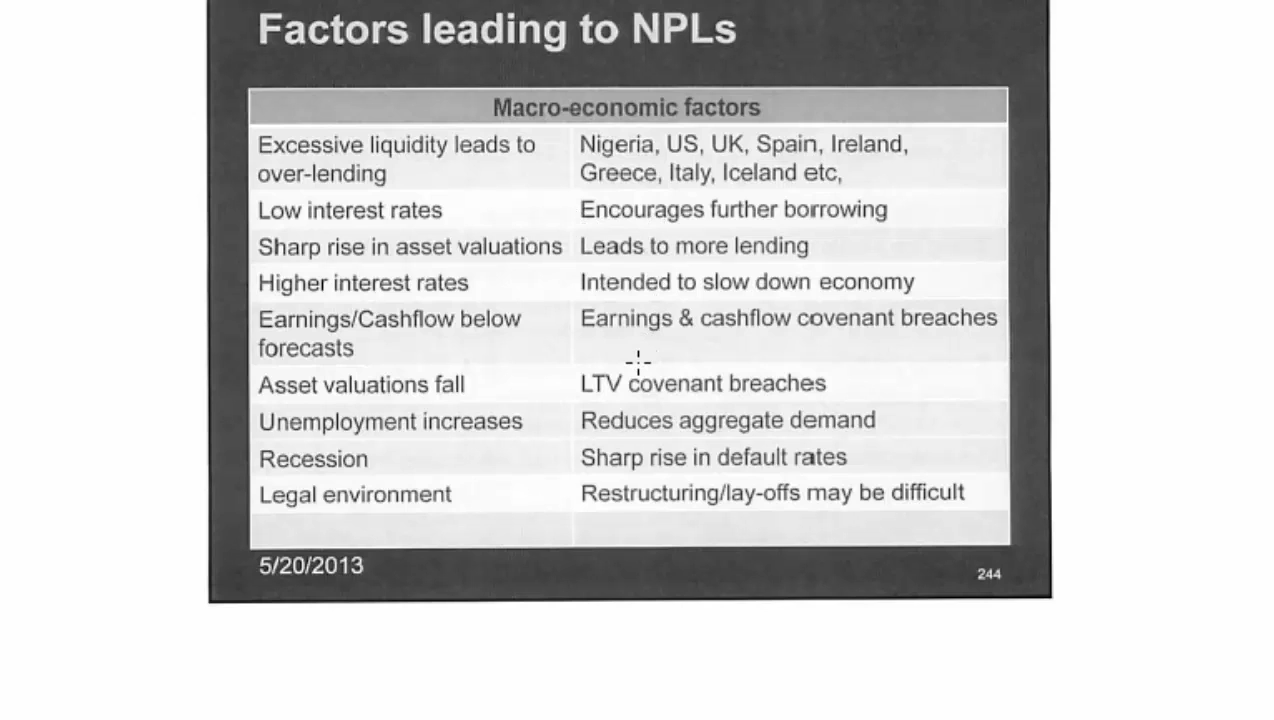 Factors leading to NPLs
Macro-economic factors
Excessive liquidity leads to
over-lending
Nigeria, US, UK, Spain, Ireland,
Greece, Italy, Iceland etc,
Low interest rates
Encourages further borrowing
Sharp rise in asset valuations
Leads to more lending
Higher interest rates
Intended to slow down economy
Earnings/Cashflow below
forecasts
Earnings & cashflow covenant breaches
Asset valuations fall
LTV covenant breaches
Unemployment increases
Reduces aggregate demand
Recession
Sharp rise in default rates
Legal environment
Restructuring/lay-offs may be difficult
5/20/2013
244